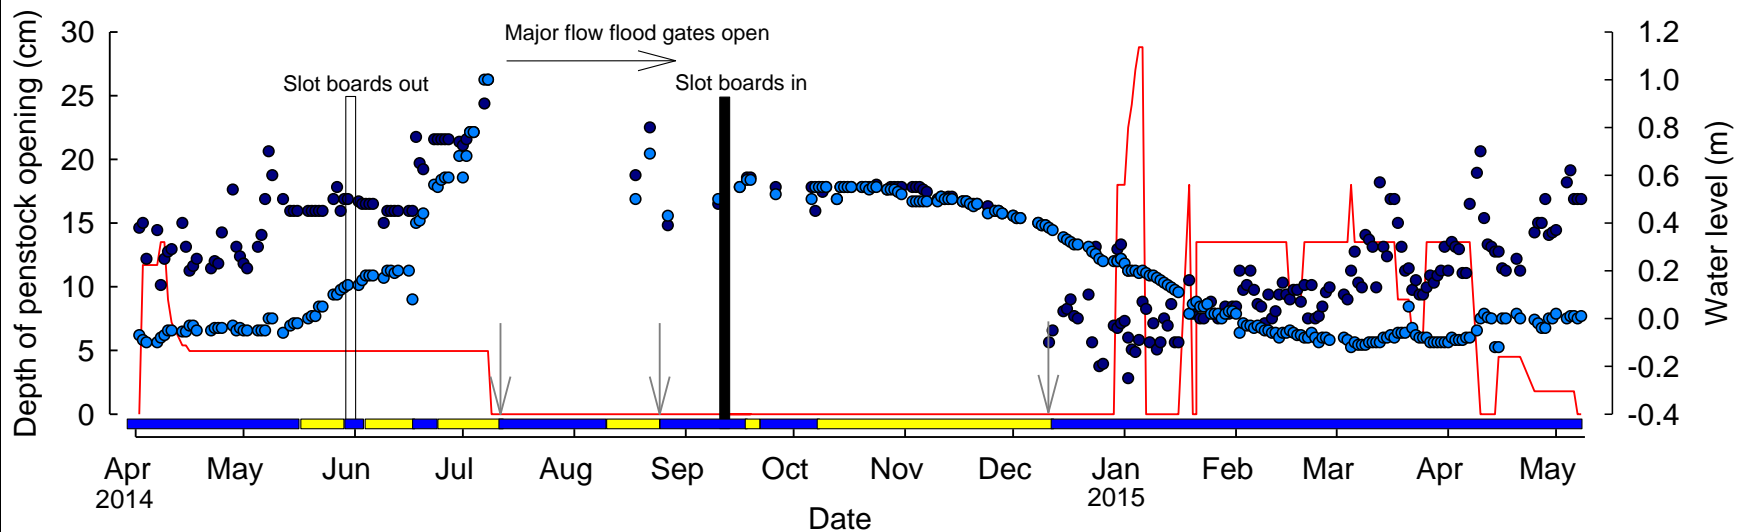 Depth of penstock opening (cm)
30
25
20
15
10
5
0
Major flow flood gates open
Slot boards out
Slot boards in
1.2
1.0
0.8
0.6
0.4
0.2
0.0
-0.2
-0.4
Water level (m)
Apr May Jun Jul Aug Sep Oct Nov Dec Jan Feb Mar Apr May
2014 2015
Date